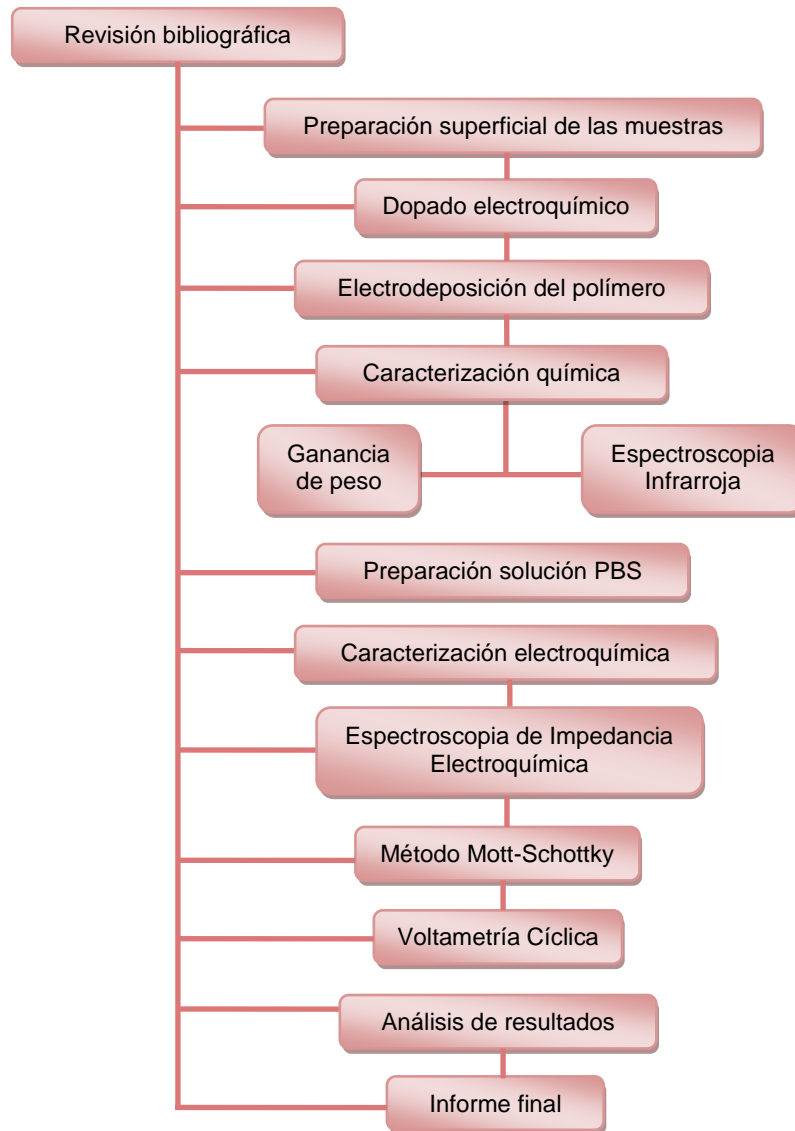 Revisión bibliográfica
Preparación superficial de las muestras
Dopado electroquímico
Electrodeposición del polímero
Caracterización química
Ganancia
de peso
Espectroscopia
Infrarroja
Preparación solución PBS
Caracterización electroquímica
Espectroscopia de Impedancia
Electroquímica
Método Mott-Schottky
Voltametría Cíclica
Análisis de resultados
Informe final